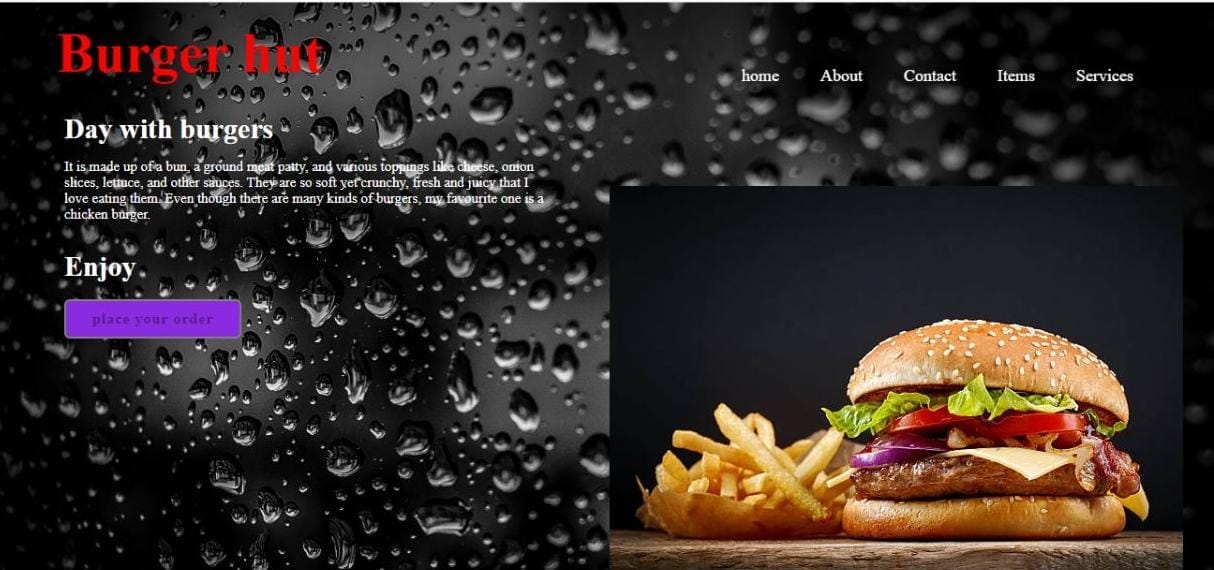 Burger hut
home About Contact Items Services
Day with burgers
It is made up of a bun, a ground meat patty, and various toppings like cheese, onion
slices, lettuce, and other sauces. They are so soft yet crunchy, fresh and juicy that I
love eating them. Even though there are many kinds of burgers, my favourite one is a
chicken burger.
Enjoy
place your order